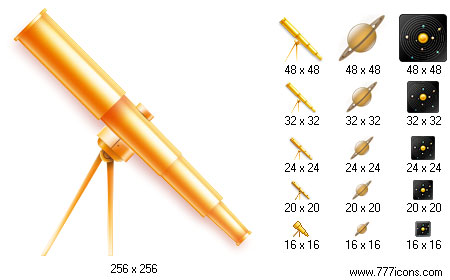 48 x 48 48 x 48 48 x 48
32 x 32 32 x 32 32 x 32
24 x 24 24 x 24 24 x 24
20 x 20 20 x 20 20 x 20
16 x 16 16 x 16 16 x 16
256 x 256
www.777icons.com